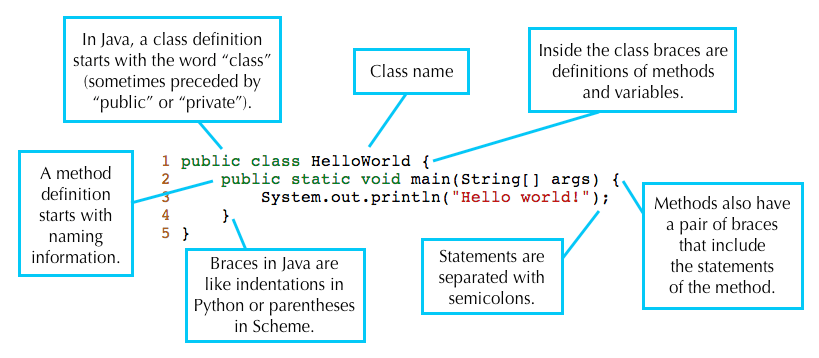 In Java, a class definition
starts with the word “class”
(sometimes preceded by
“public” or “private”).
Class name
Inside the class braces are
definitions of methods
and variables.
1 public class HelloWorld {
2 public static void main(String[] args) {
3 System.out.println("Hello world!");
4 }
5 }
A method
definition
starts with
naming
information.
Braces in Java are
like indentations in
Python or parentheses
in Scheme.
Statements are
separated with
semicolons.
Methods also have
a pair of braces
that include
the statements
of the method.